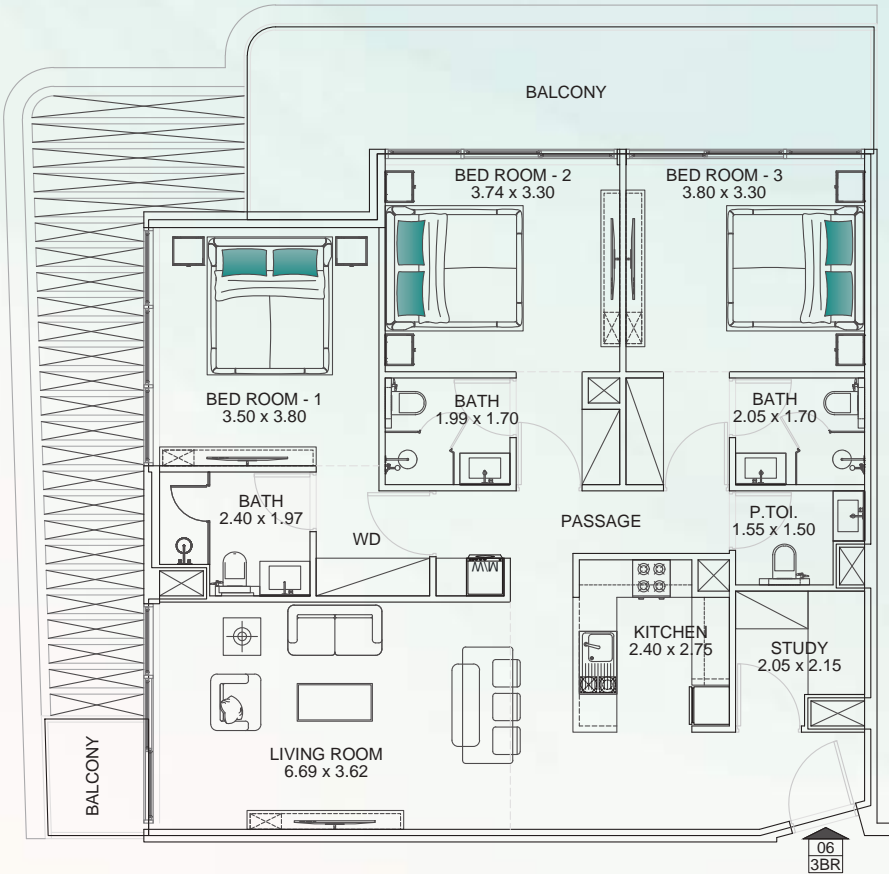 BALCONY
BED ROOM - 2
3.74 x 3.30
BED ROOM - 3
3.80 x 3.30
BED ROOM - 1
3.50 x 3.80
BATH
1.99 x 1.70
BATH
2.05 x 1.70
BATH
2.40 x 1.97
WD
PASSAGE
P.TOI.
1.55 x 1.50
KITCHEN
2.40 x 2.75
STUDY
2.05 x 2.15
LIVING ROOM
6.69 x 3.62
BALCONY
06
3BR